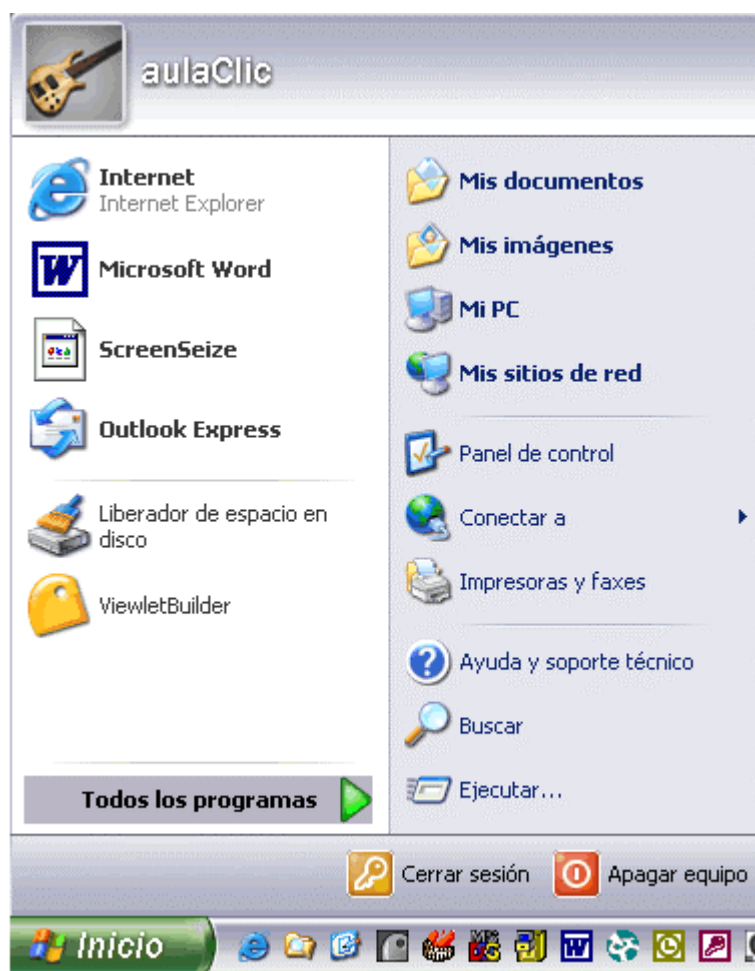 aulaClic
Internet
Internet Explorer
Microsoft Word
ScreenSeize
Outlook Express
Liberador de espacio en
disco
ViewletBuilder
Todos los programas
Mis documentos
Mis imágenes
Mi PC
Mis sitios de red
Panel de control
Conectar a
Impresoras y faxes
Ayuda y soporte técnico
Buscar
Ejecutar...
Cerrar sesión
Apagar equipo
Inicio